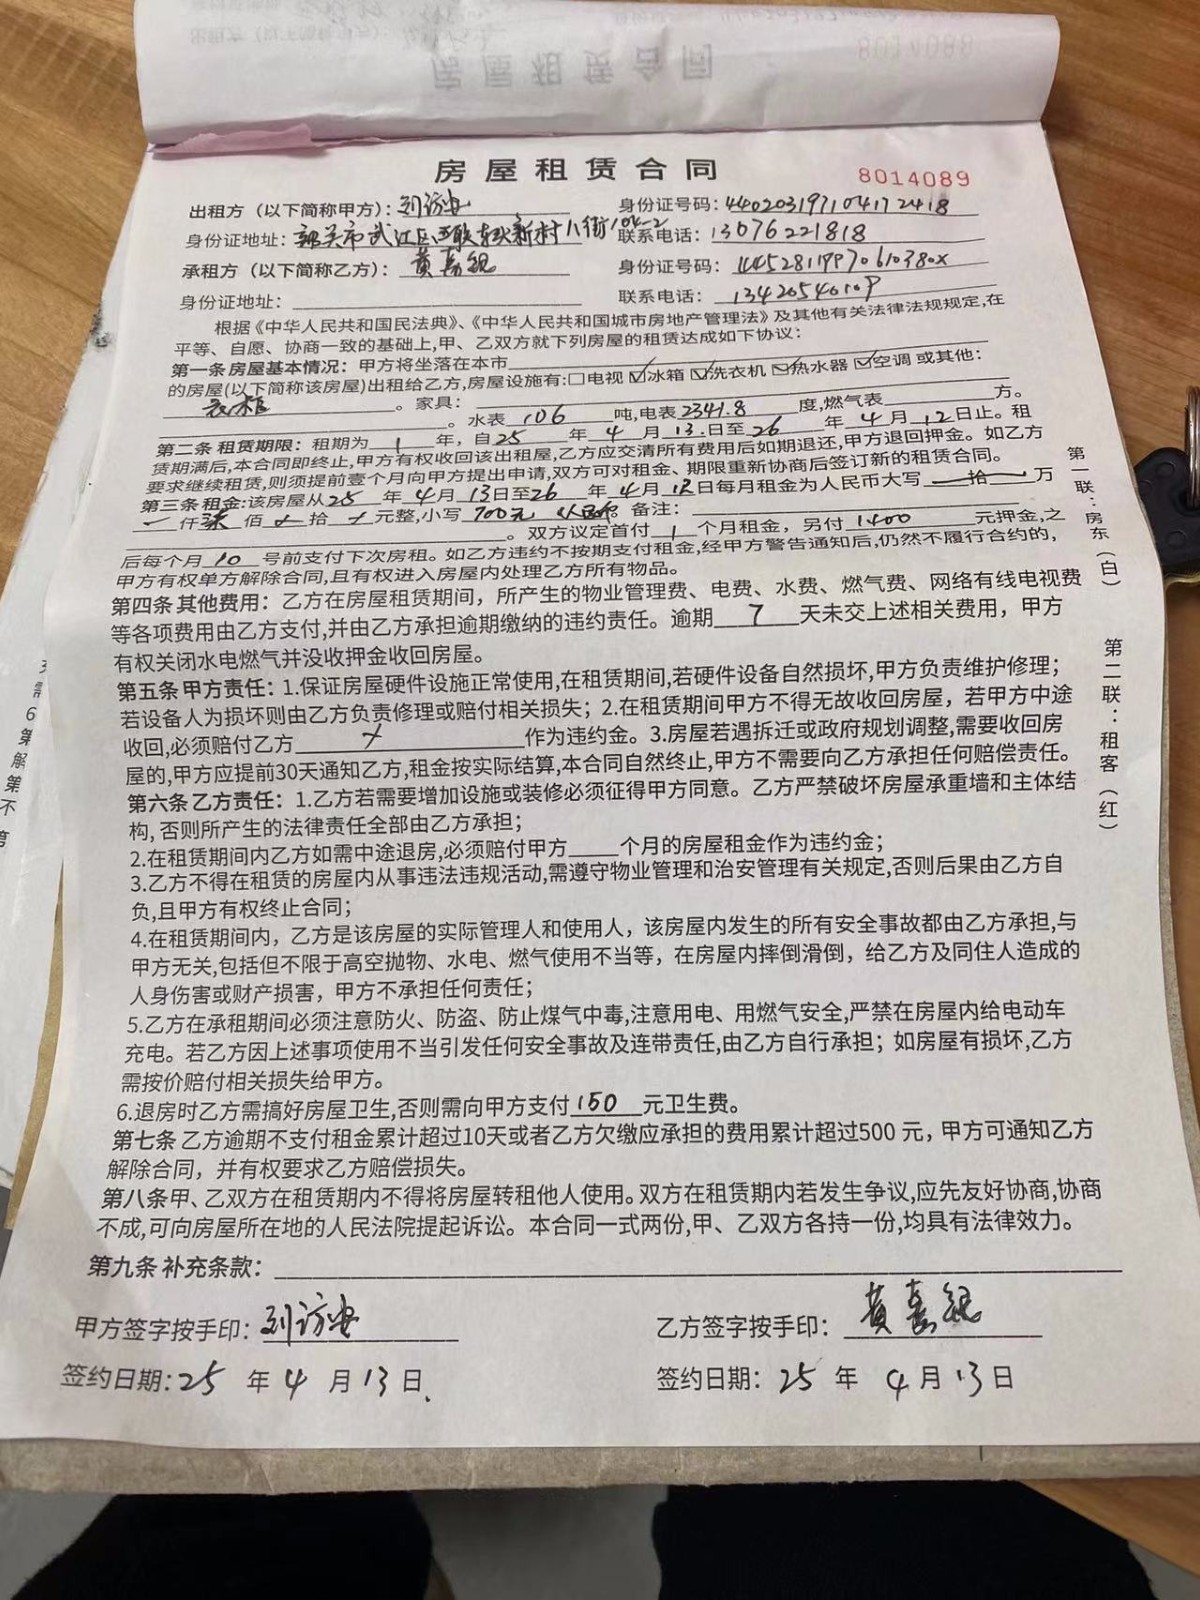 房屋租赁合同
8014089
出租方（以下简称甲方）：刘访安 身份证号码：440203197104172418
身份证地址：韶关市武江区西联 新村八街104-2 联系电话：13076221818
承租方（以下简称乙方）：黄喜 身份证号码：
身份证地址： 联系电话：
根据《中华人民共和国民法典》、《中华人民共和国城市房地产管理法》及其他有关法律法规规定,在
平等、自愿、协商一致的基础上,甲、乙双方就下列房屋的租赁达成如下协议：
第一条 房屋基本情况：甲方将坐落在本市
的房屋(以下简称该房屋)出租给乙方,房屋设施有:□电视 ☑冰箱 ☑洗衣机 ☑热水器 ☑空调 或其他:
衣柜。家具：
。水表 106 吨,电表 2341.8 度,燃气表 方。
第二条 租赁期限：租期为 1 年，自 25 年 4 月 13 日至 26 年 4 月 12 日止。租
赁期满后,本合同即终止,甲方有权收回该出租屋,乙方应交清所有费用后如期退还,甲方退回押金。如乙方
要求继续租赁,则须提前壹个月向甲方提出申请,双方可对租金、期限重新协商后签订新的租赁合同。
第三条 租金:该房屋从 25 年 4 月 13 日至 26 年 4 月 12 日每月租金为人民币大写 一 拾 一 万
一 仟 柒 佰 拾 元整,小写 700元 人民币 备注:
。双方议定首付 1 个月租金，另付 1400 元押金,之
后每个月 10 号前支付下次房租。如乙方违约不按期支付租金,经甲方警告通知后,仍然不履行合约的,
甲方有权单方解除合同,且有权进入房屋内处理乙方所有物品。
第四条 其他费用：乙方在房屋租赁期间，所产生的物业管理费、电费、水费、燃气费、网络有线电视费
等各项费用由乙方支付,并由乙方承担逾期缴纳的违约责任。逾期 7 天未交上述相关费用，甲方
有权关闭水电燃气并没收押金收回房屋。
第五条 甲方责任：1.保证房屋硬件设施正常使用,在租赁期间,若硬件设备自然损坏,甲方负责维护修理；
若设备人为损坏则由乙方负责修理或赔付相关损失；2.在租赁期间甲方不得无故收回房屋，若甲方中途
收回,必须赔付乙方 作为违约金。3.房屋若遇拆迁或政府规划调整,需要收回房
屋的,甲方应提前30天通知乙方,租金按实际结算,本合同自然终止,甲方不需要向乙方承担任何赔偿责任。
第六条 乙方责任：1.乙方若需要增加设施或装修必须征得甲方同意。乙方严禁破坏房屋承重墙和主体结
构,否则所产生的法律责任全部由乙方承担；
2.在租赁期间内乙方如需中途退房,必须赔付甲方____个月的房屋租金作为违约金；
3.乙方不得在租赁的房屋内从事违法违规活动,需遵守物业管理和治安管理有关规定,否则后果由乙方自
负,且甲方有权终止合同；
4.在租赁期间内，乙方是该房屋的实际管理人和使用人，该房屋内发生的所有安全事故都由乙方承担,与
甲方无关,包括但不限于高空抛物、水电、燃气使用不当等，在房屋内摔倒滑倒，给乙方及同住人造成的
人身伤害或财产损害，甲方不承担任何责任；
5.乙方在承租期间必须注意防火、防盗、防止煤气中毒,注意用电、用燃气安全,严禁在房屋内给电动车
充电。若乙方因上述事项使用不当引发任何安全事故及连带责任,由乙方自行承担；如房屋有损坏,乙方
需按价赔付相关损失给甲方。
6.退房时乙方需搞好房屋卫生,否则需向甲方支付 150 元卫生费。
第七条 乙方逾期不支付租金累计超过10天或者乙方欠缴应承担的费用累计超过500 元，甲方可通知乙方
解除合同，并有权要求乙方赔偿损失。
第八条 甲、乙双方在租赁期内不得将房屋转租他人使用。双方在租赁期内若发生争议,应先友好协商,协商
不成,可向房屋所在地的人民法院提起诉讼。本合同一式两份,甲、乙双方各持一份,均具有法律效力。
第九条 补充条款：
甲方签字按手印：刘访安 乙方签字按手印：黄喜
签约日期:25 年 4 月 13 日. 签约日期：25 年 4 月 13 日
第一联：房东（白）
第二联：租客（红）